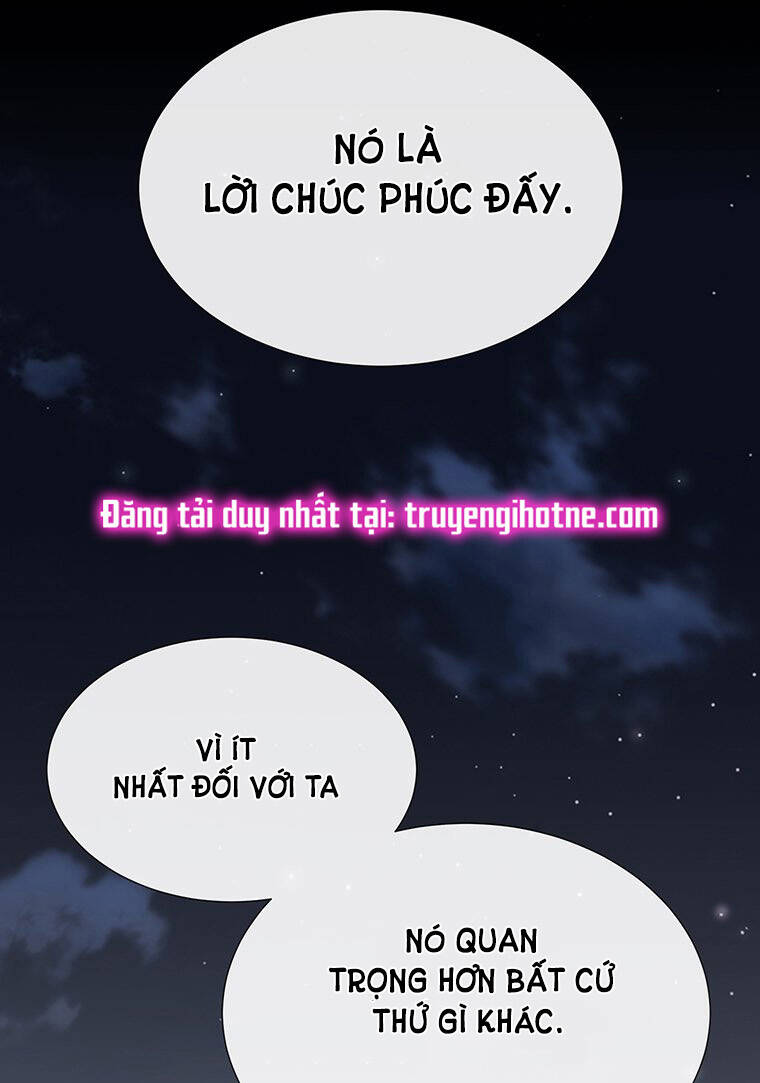 NÓ LÀ
LỜI CHÚC PHÚC ĐẤY.
Đăng tải duy nhất tại: truyengihotne.com
VÌ ÍT
NHẤT ĐỐI VỚI TA
NÓ QUAN
TRỌNG HƠN BẤT CỨ
THỨ GÌ KHÁC.